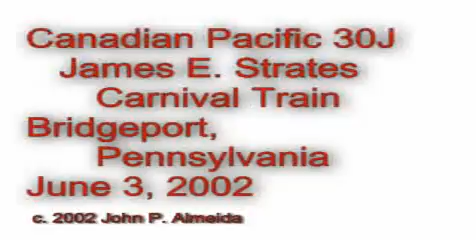 Canadian Pacific 30J
James E. Strates
Carnival Train
Bridgeport,
Pennsylvania
June 3, 2002
c. 2002 John P. Almeida